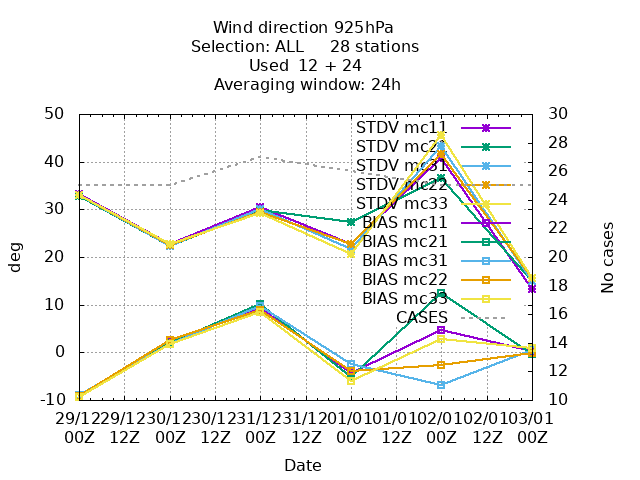 Wind direction 925hPa
Selection: ALL 28 stations
Used 12 + 24
Averaging window: 24h
50
40
30
20
10
0
-10
30
28
26
24
22
20
18
16
14
12
10
deg
No cases
STDV mc11
STDV mc21
STDV mc31
STDV mc22
STDV mc33
BIAS mc11
BIAS mc21
BIAS mc31
BIAS mc22
BIAS mc33
CASES
29/12 29/12 30/12 30/12 31/12 31/12 01/01 01/01 02/01 02/01 03/01
00Z 12Z 00Z 12Z 00Z 12Z 00Z 12Z 00Z 12Z 00Z
Date